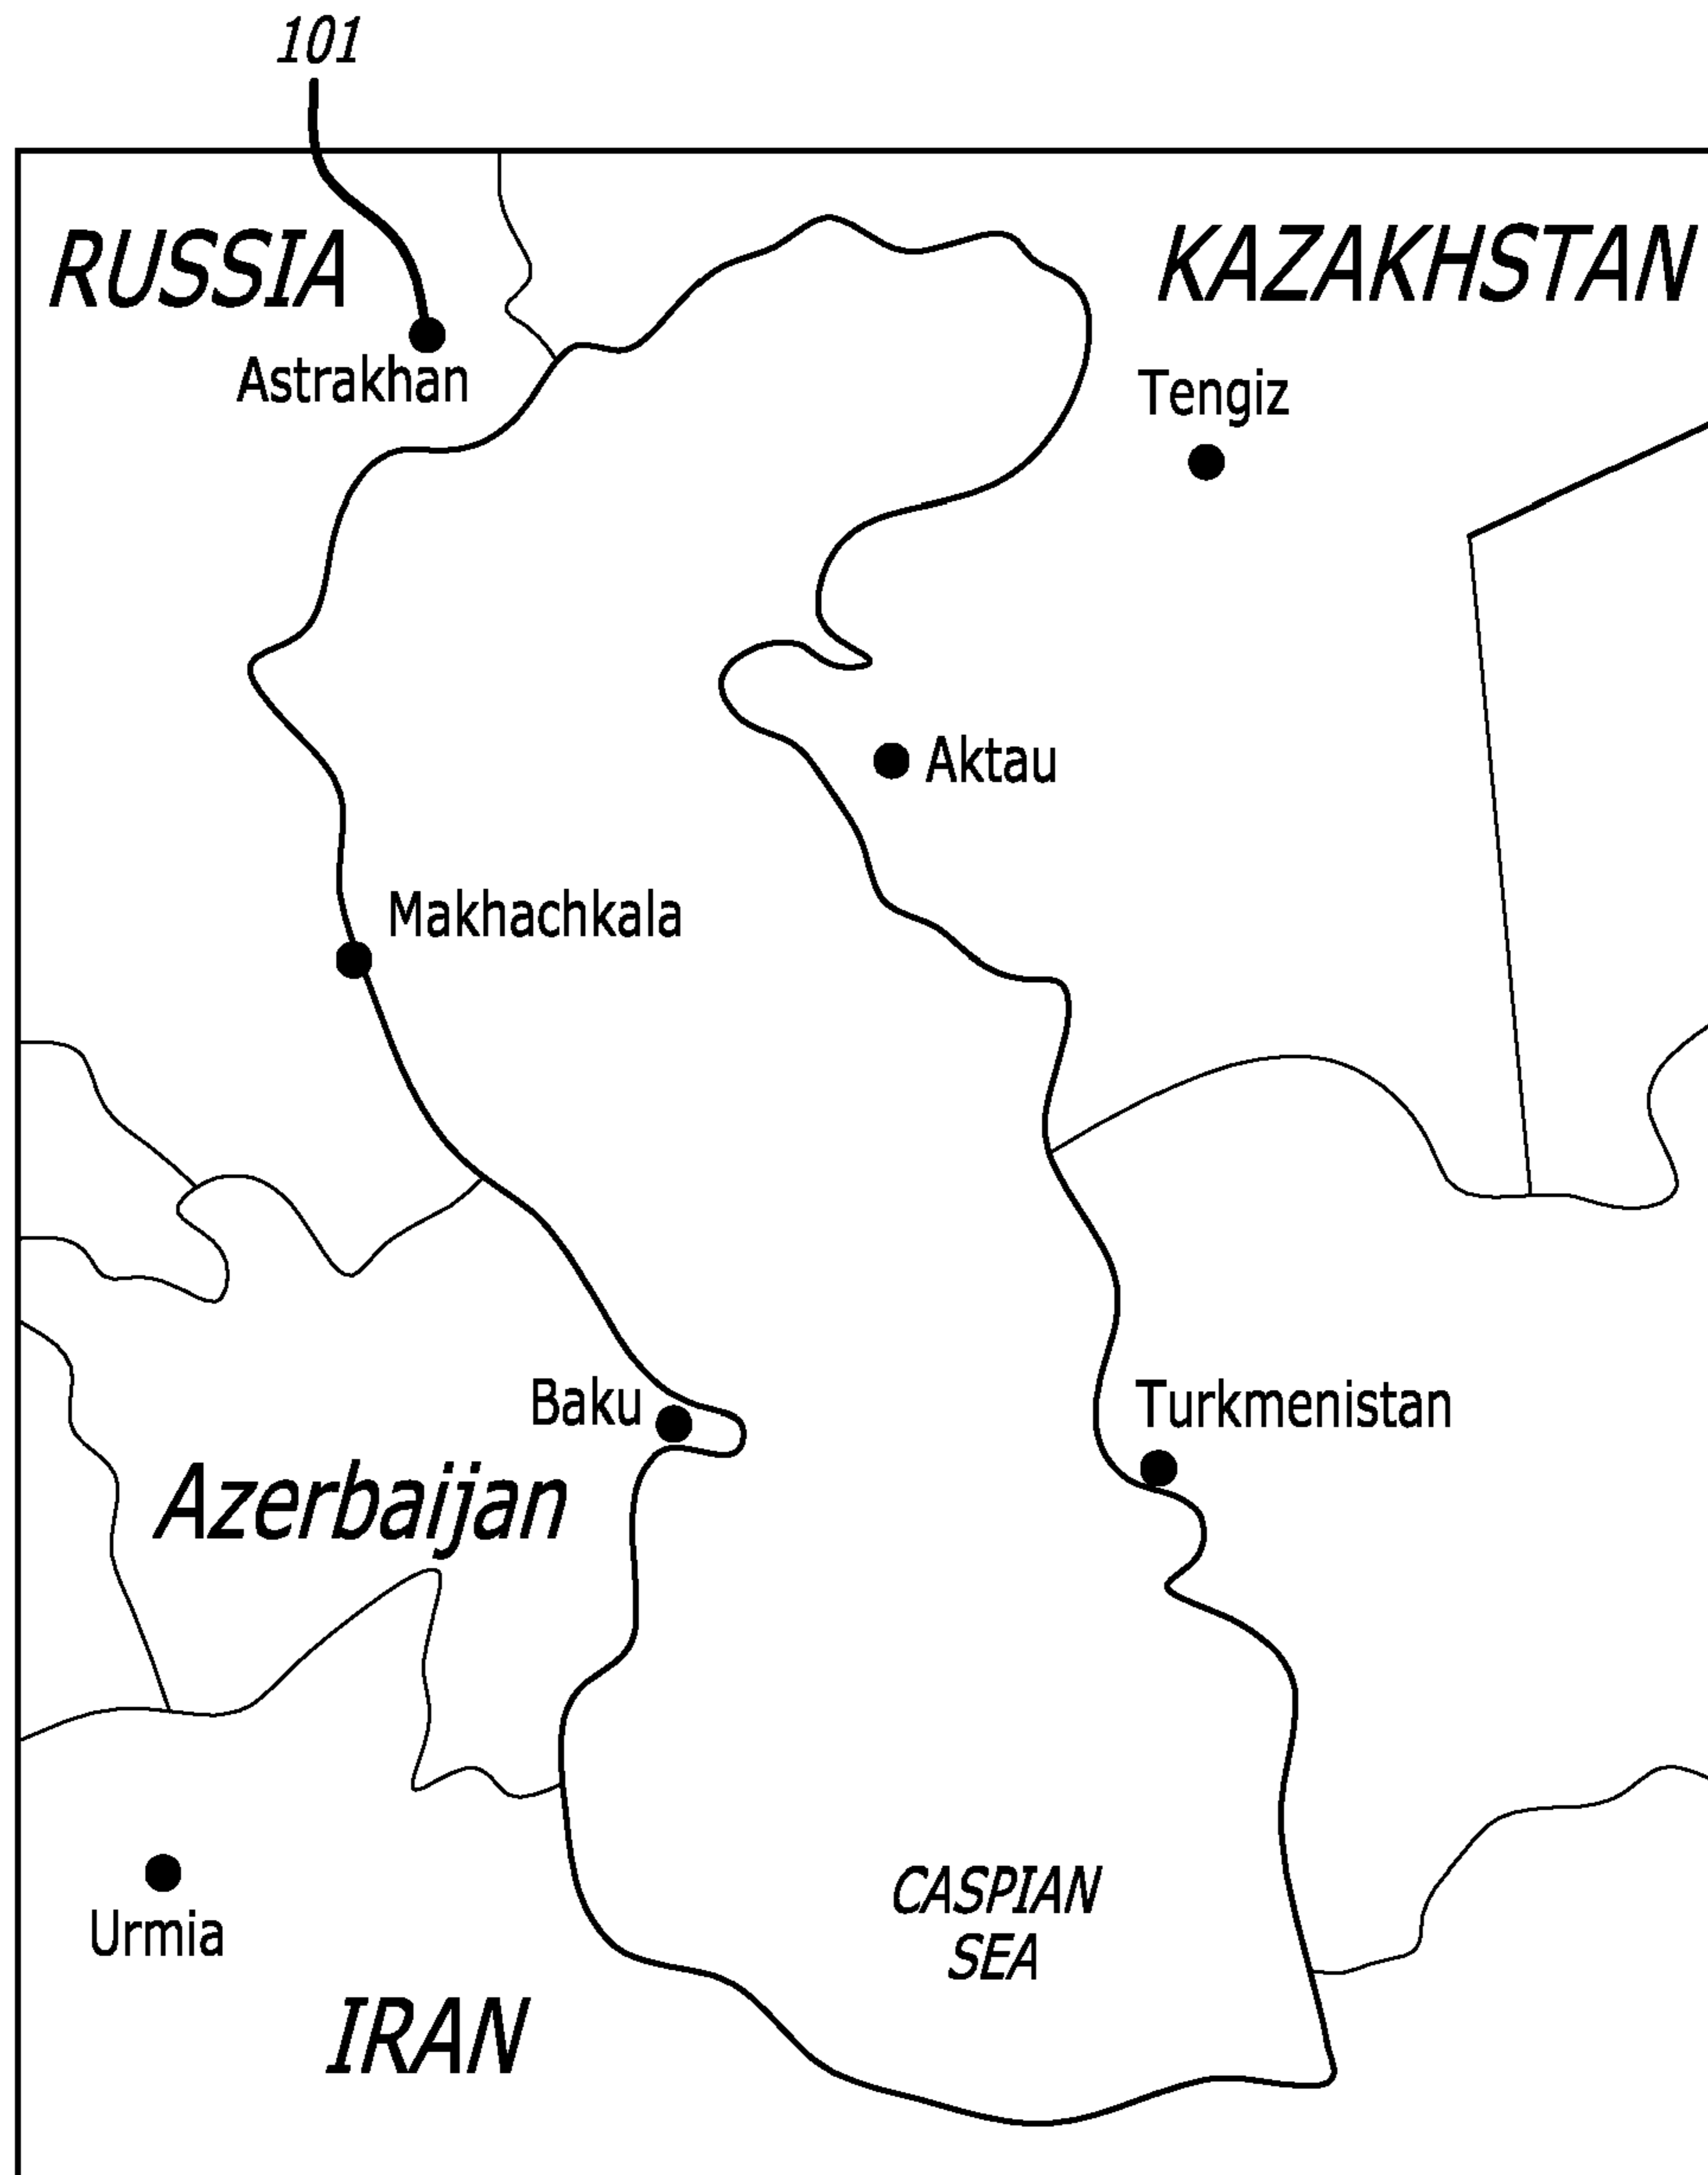 101
RUSSIA
KAZAKHSTAN
Astrakhan
Tengiz
Aktau
Makhachkala
Baku
Turkmenistan
Azerbaijan
CASPIAN
SEA
Urmia
IRAN